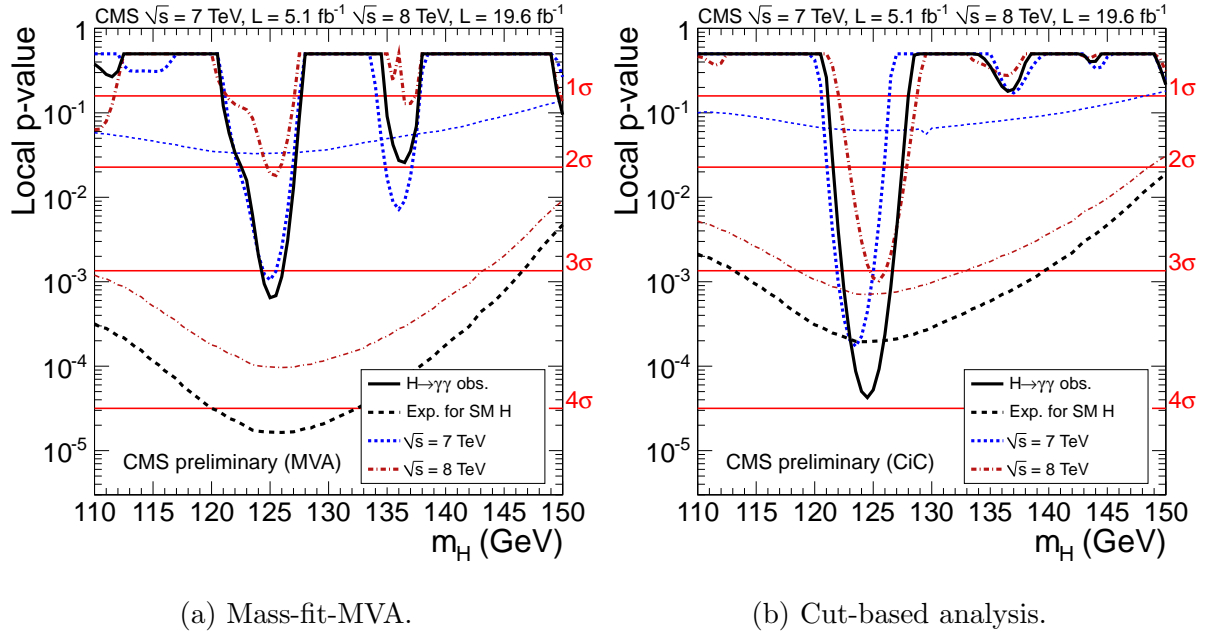 CMS √s = 7 TeV, L = 5.1 fb⁻¹ √s = 8 TeV, L = 19.6 fb⁻¹
Local p-value
1
10⁻¹
10⁻²
10⁻³
10⁻⁴
10⁻⁵
1σ
2σ
3σ
4σ
H→γγ obs.
Exp. for SM H
√s = 7 TeV
√s = 8 TeV
CMS preliminary (MVA)
110 115 120 125 130 135 140 145 150
m_H (GeV)
(a) Mass-fit-MVA.
CMS √s = 7 TeV, L = 5.1 fb⁻¹ √s = 8 TeV, L = 19.6 fb⁻¹
Local p-value
1
10⁻¹
10⁻²
10⁻³
10⁻⁴
10⁻⁵
1σ
2σ
3σ
4σ
H→γγ obs.
Exp. for SM H
√s = 7 TeV
√s = 8 TeV
CMS preliminary (CiC)
110 115 120 125 130 135 140 145 150
m_H (GeV)
(b) Cut-based analysis.